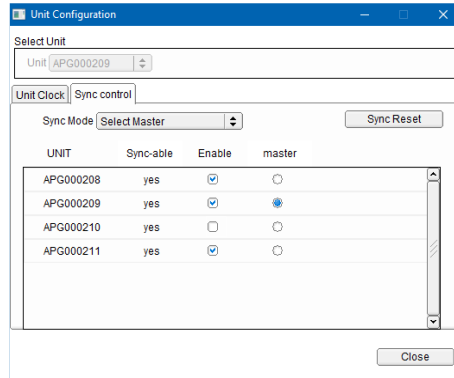 Unit Configuration
Select Unit
Unit APG000209
Unit Clock Sync control
Sync Mode Select Master Sync Reset
UNIT Sync-able Enable master
APG000208 yes
APG000209 yes
APG000210 yes
APG000211 yes
Close